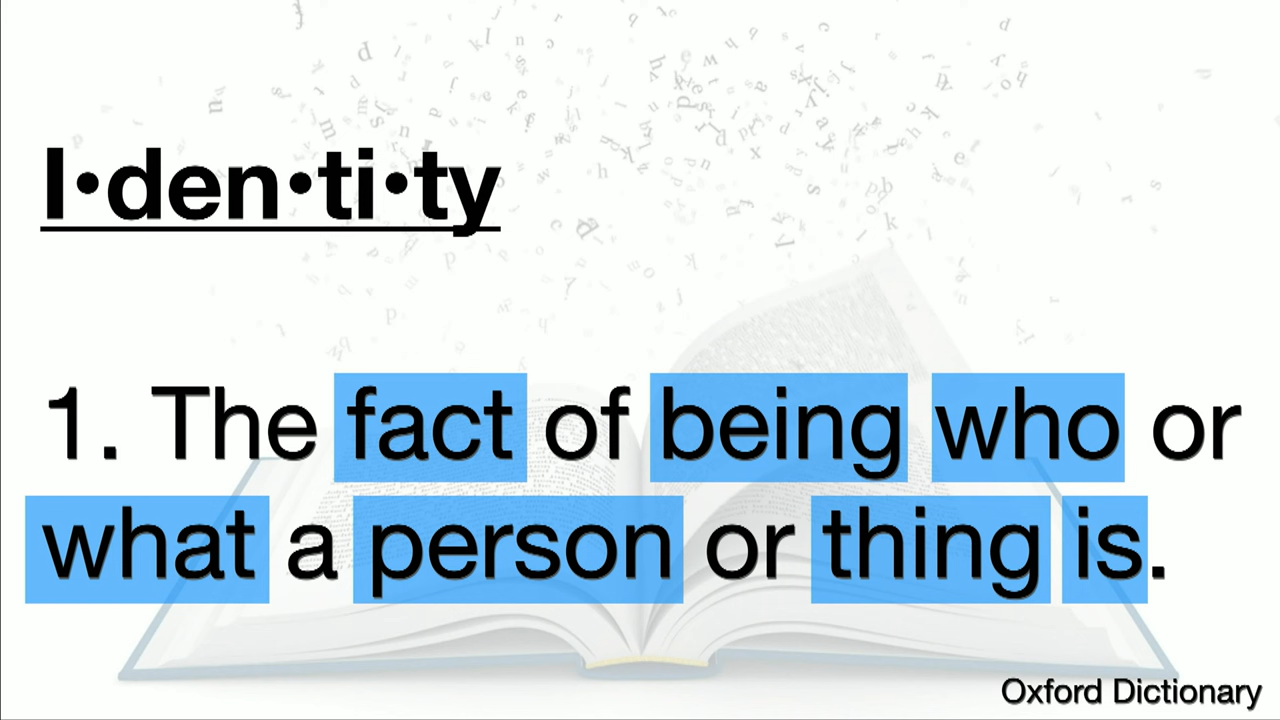 I•den•ti•ty
1. The fact of being who or
what a person or thing is.
Oxford Dictionary